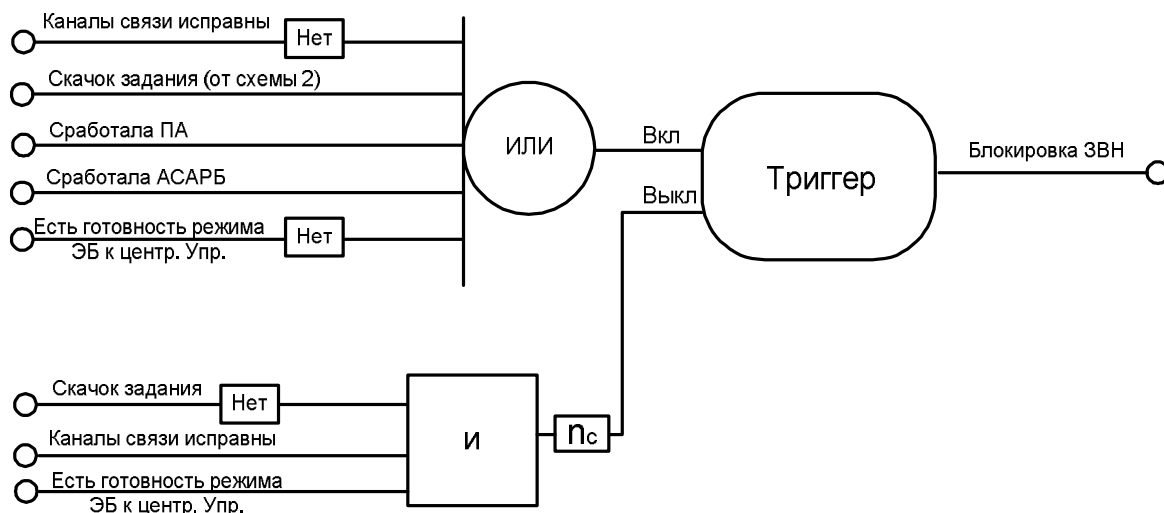 Каналы связи исправны
Нет
Скачок задания (от схемы 2)
Сработала ПА
Сработала АСАРБ
Есть готовность режима
ЭБ к центр. Упр.
Нет
ИЛИ
Вкл
Выкл
Триггер
Блокировка ЗВН
Скачок задания
Нет
Каналы связи исправны
Есть готовность режима
ЭБ к центр. Упр.
и
nс